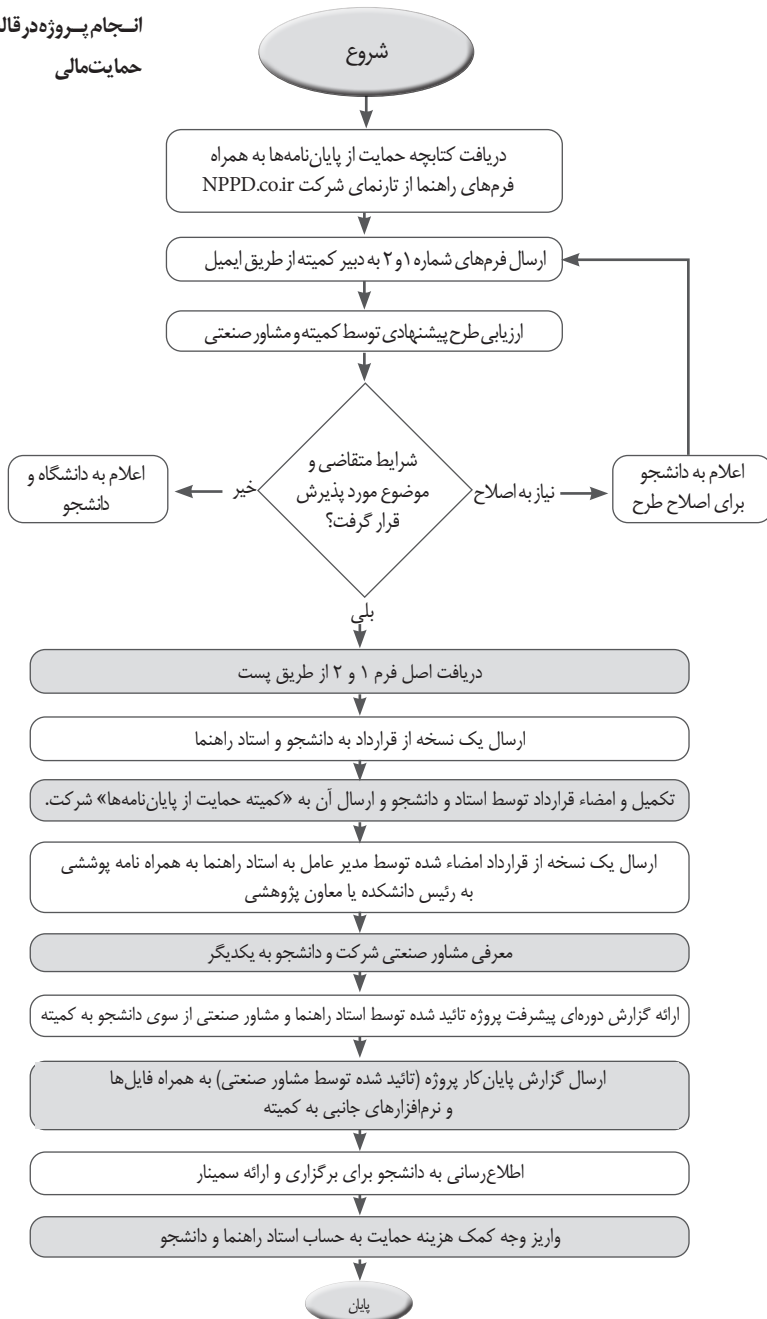 انجام پروژه در قال
حمایت مالی
شروع
دریافت کتابچه حمایت از پایان‌نامه‌ها به همراه
فرم‌های راهنما از تارنمای شرکت NPPD.co.ir
ارسال فرم‌های شماره ۱ و ۲ به دبیر کمیته از طریق ایمیل
ارزیابی طرح پیشنهادی توسط کمیته و مشاور صنعتی
شرایط متقاضی و
موضوع مورد پذیرش
قرار گرفت؟
نیاز به اصلاح
اعلام به دانشجو
برای اصلاح طرح
خیر
اعلام به دانشگاه و
دانشجو
بلی
دریافت اصل فرم ۱ و ۲ از طریق پست
ارسال یک نسخه از قرارداد به دانشجو و استاد راهنما
تکمیل و امضاء قرارداد توسط استاد و دانشجو و ارسال آن به «کمیته حمایت از پایان‌نامه‌ها» شرکت.
ارسال یک نسخه از قرارداد امضاء شده توسط مدیر عامل به استاد راهنما به همراه نامه پوششی
به رئیس دانشکده یا معاون پژوهشی
معرفی مشاور صنعتی شرکت و دانشجو به یکدیگر
ارائه گزارش دوره‌ای پیشرفت پروژه تائید شده توسط استاد راهنما و مشاور صنعتی از سوی دانشجو به کمیته
ارسال گزارش پایان کار پروژه (تائید شده توسط مشاور صنعتی) به همراه فایل‌ها
و نرم‌افزارهای جانبی به کمیته
اطلاع‌رسانی به دانشجو برای برگزاری و ارائه سمینار
واریز وجه کمک هزینه حمایت به حساب استاد راهنما و دانشجو
پایان